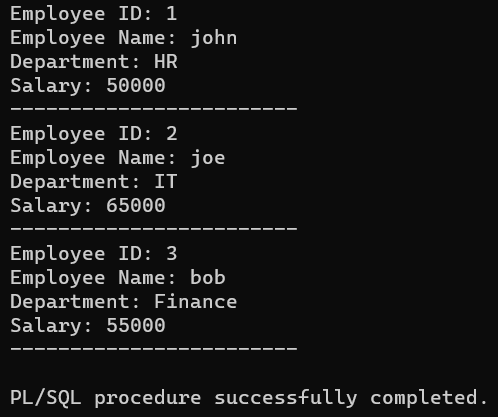 Employee ID: 1
Employee Name: john
Department: HR
Salary: 50000
------------------------
Employee ID: 2
Employee Name: joe
Department: IT
Salary: 65000
------------------------
Employee ID: 3
Employee Name: bob
Department: Finance
Salary: 55000
------------------------
PL/SQL procedure successfully completed.